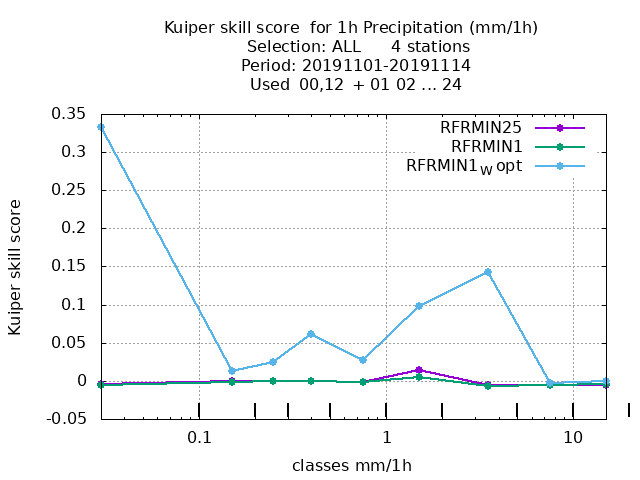 Kuiper skill score  for 1h Precipitation (mm/1h)
Selection: ALL      4 stations
Period: 20191101-20191114
Used  00,12  + 01 02 ... 24
RFRMIN25
RFRMIN1
RFRMIN1W opt
0.35
0.3
0.25
0.2
0.15
0.1
0.05
0
-0.05
Kuiper skill score
0.1 1 10
classes mm/1h